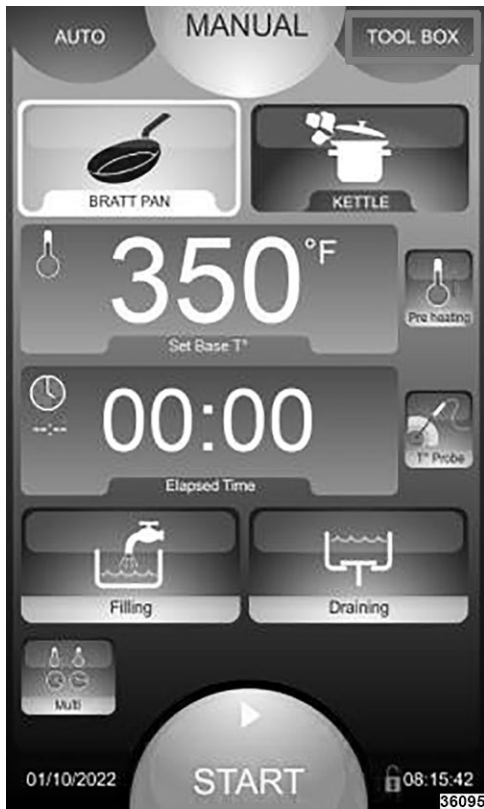 AUTO
MANUAL
TOOL BOX
BRATT PAN
KETTLE
350°F
Set Base T°
Pre heating
00:00
--:--
Elapsed Time
T° Probe
Filling
Draining
Multi
START
01/10/2022
08:15:42
36095